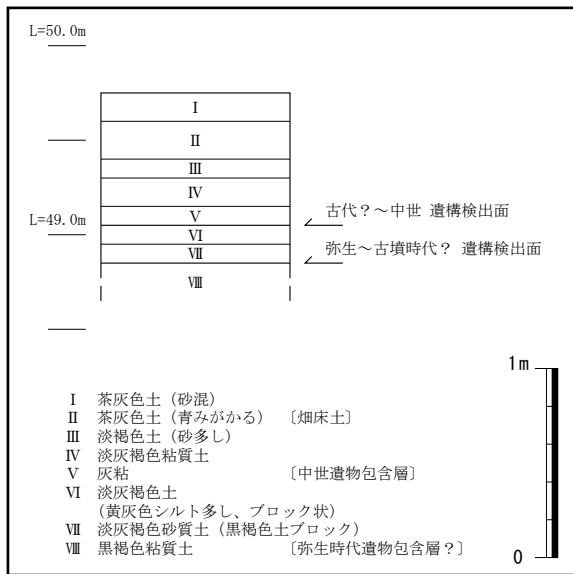 L=50.0m
Ⅰ
Ⅱ
Ⅲ
Ⅳ
L=49.0m
Ⅴ
古代？～中世 遺構検出面
Ⅵ
Ⅶ
弥生～古墳時代？ 遺構検出面
Ⅷ
1m
0
Ⅰ 茶灰色土（砂混）
Ⅱ 茶灰色土（青みがかる）〔畑床土〕
Ⅲ 淡褐色土（砂多し）
Ⅳ 淡灰褐色粘質土
Ⅴ 灰粘 〔中世遺物包含層〕
Ⅵ 淡灰褐色土
（黄灰色シルト多し、ブロック状）
Ⅶ 淡灰褐色砂質土（黒褐色土ブロック）
Ⅷ 黒褐色粘質土 〔弥生時代遺物包含層？〕